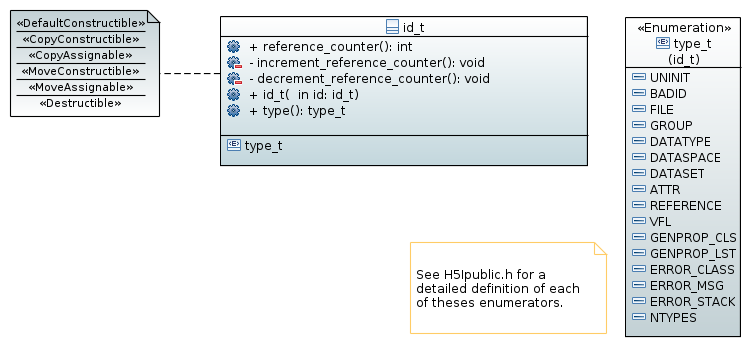 «DefaultConstructible»
«CopyConstructible»
«CopyAssignable»
«MoveConstructible»
«MoveAssignable»
«Destructible»
id_t
+ reference_counter(): int
- increment_reference_counter(): void
- decrement_reference_counter(): void
+ id_t(  in id: id_t)
+ type(): type_t
type_t
«Enumeration»
type_t
(id_t)
UNINIT
BADID
FILE
GROUP
DATATYPE
DATASPACE
DATASET
ATTR
REFERENCE
VFL
GENPROP_CLS
GENPROP_LST
ERROR_CLASS
ERROR_MSG
ERROR_STACK
NTYPES
See H5Ipublic.h for a
detailed definition of each
of theses enumerators.